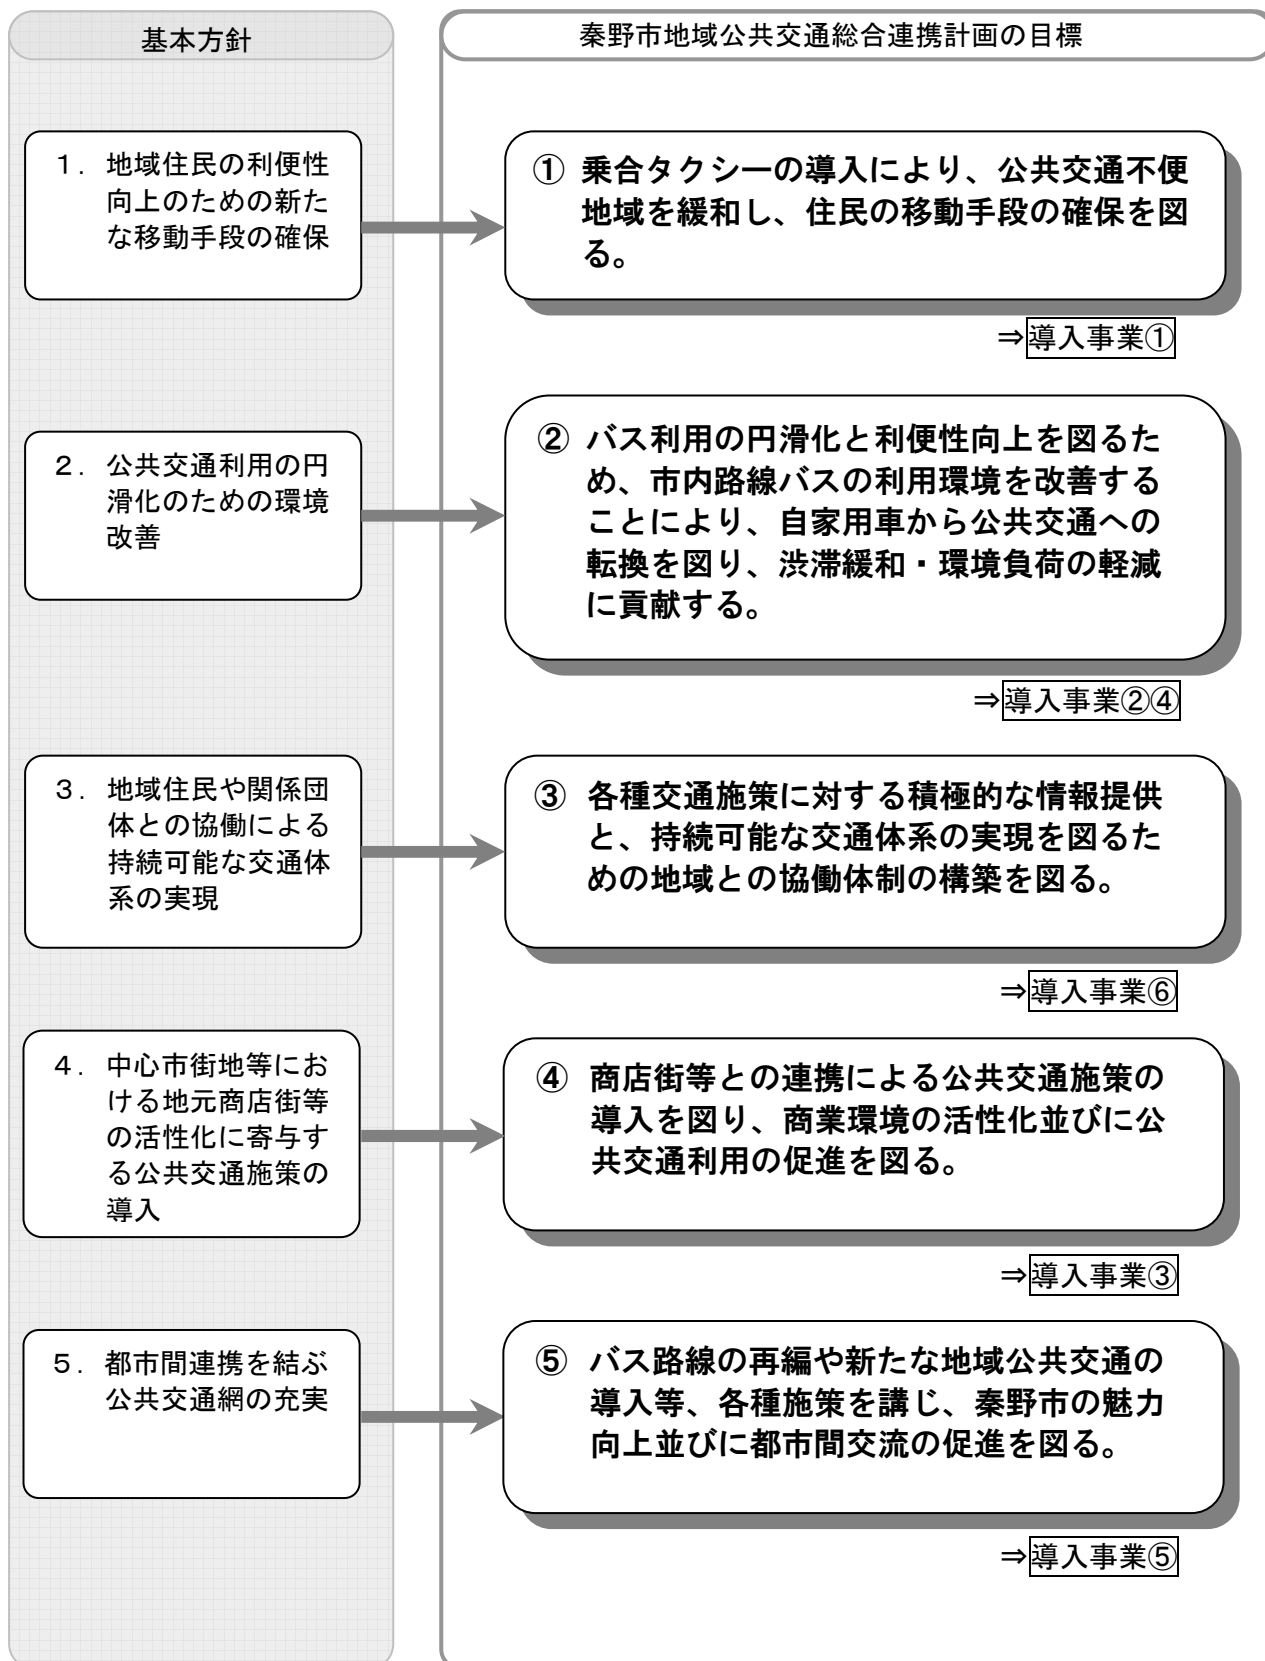 基本方針
秦野市地域公共交通総合連携計画の目標
１．地域住民の利便性
向上のための新た
な移動手段の確保
① 乗合タクシーの導入により、公共交通不便
地域を緩和し、住民の移動手段の確保を図
る。
⇒導入事業①
２．公共交通利用の円
滑化のための環境
改善
② バス利用の円滑化と利便性向上を図るた
め、市内路線バスの利用環境を改善する
ことにより、自家用車から公共交通への
転換を図り、渋滞緩和・環境負荷の軽減
に貢献する。
⇒導入事業②④
３．地域住民や関係団
体との協働による
持続可能な交通体
系の実現
③ 各種交通施策に対する積極的な情報提供
と、持続可能な交通体系の実現を図るた
めの地域との協働体制の構築を図る。
⇒導入事業⑥
４．中心市街地等にお
ける地元商店街等
の活性化に寄与す
る公共交通施策の
導入
④ 商店街等との連携による公共交通施策の
導入を図り、商業環境の活性化並びに公
共交通利用の促進を図る。
⇒導入事業③
５．都市間連携を結ぶ
公共交通網の充実
⑤ バス路線の再編や新たな地域公共交通の
導入等、各種施策を講じ、秦野市の魅力
向上並びに都市間交流の促進を図る。
⇒導入事業⑤